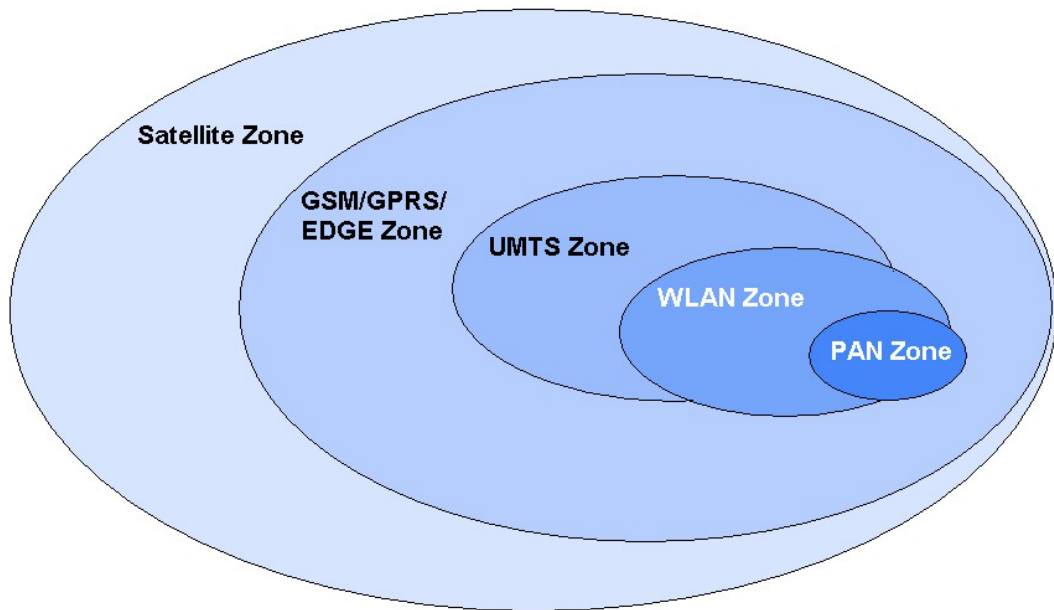 Satellite Zone
GSM/GPRS/
EDGE Zone
UMTS Zone
WLAN Zone
PAN Zone